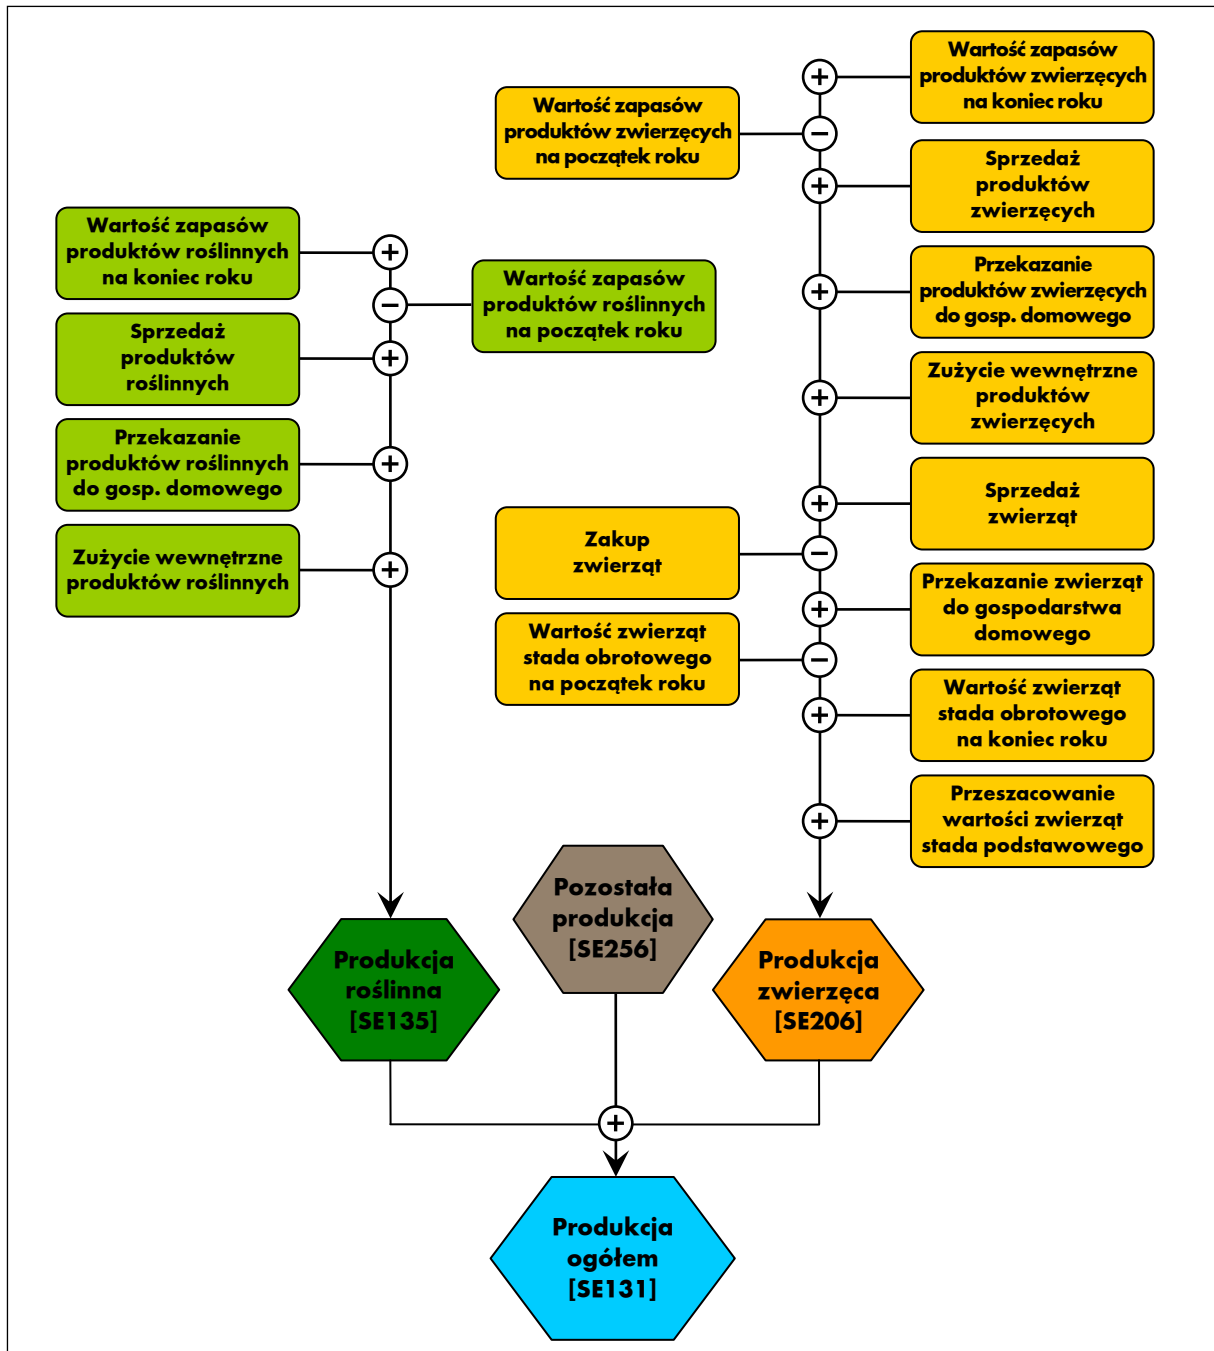 Wartość zapasów
produktów zwierzęcych
na koniec roku
+
Wartość zapasów
produktów zwierzęcych
na początek roku
−
Sprzedaż
produktów
zwierzęcych
+
Przekazanie
produktów zwierzęcych
do gosp. domowego
+
Zużycie wewnętrzne
produktów
zwierzęcych
+
Sprzedaż
zwierząt
+
Zakup
zwierząt
−
Przekazanie zwierząt
do gospodarstwa
domowego
+
Wartość zwierząt
stada obrotowego
na początek roku
−
Wartość zwierząt
stada obrotowego
na koniec roku
+
Przeszacowanie
wartości zwierząt
stada podstawowego
+
Wartość zapasów
produktów roślinnych
na koniec roku
+
Wartość zapasów
produktów roślinnych
na początek roku
−
Sprzedaż
produktów
roślinnych
+
Przekazanie
produktów roślinnych
do gosp. domowego
+
Zużycie wewnętrzne
produktów roślinnych
+
Produkcja
roślinna
[SE135]
Pozostała
produkcja
[SE256]
Produkcja
zwierzęca
[SE206]
+
Produkcja
ogółem
[SE131]